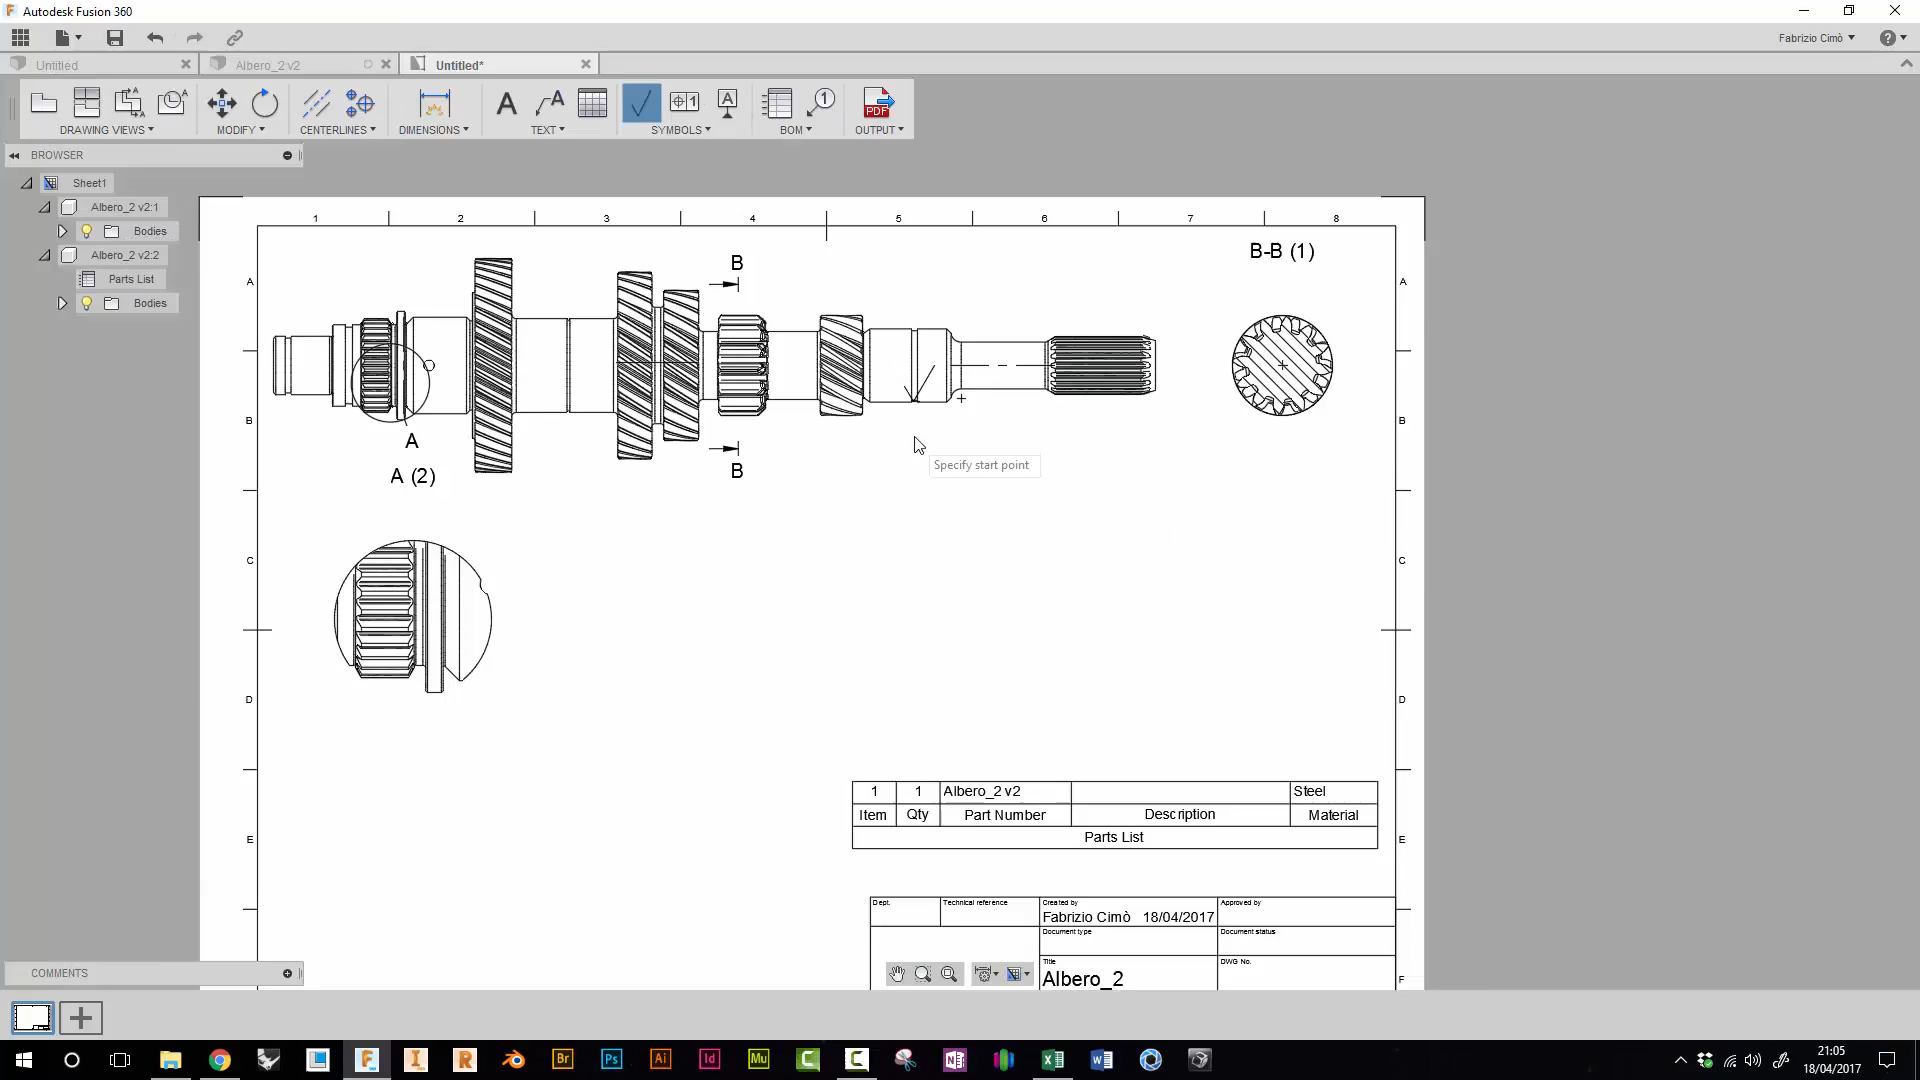 Autodesk Fusion 360
Fabrizio Cimò
Untitled
Albero_2 v2
Untitled*
DRAWING VIEWS
MODIFY
CENTERLINES
DIMENSIONS
TEXT
SYMBOLS
BOM
OUTPUT
BROWSER
Sheet1
Albero_2 v2:1
Bodies
Albero_2 v2:2
Parts List
Bodies
1 2 3 4 5 6 7 8
B-B (1)
B
A A
B B
A
A (2)
B
Specify start point
C C
D D
1 1 Albero_2 v2 Steel
Item Qty Part Number Description Material
Parts List
E E
Dept. Technical reference Created by Approved by
Fabrizio Cimò 18/04/2017
Document type Document status
Title DWG No.
Albero_2
F
COMMENTS
21:05
18/04/2017